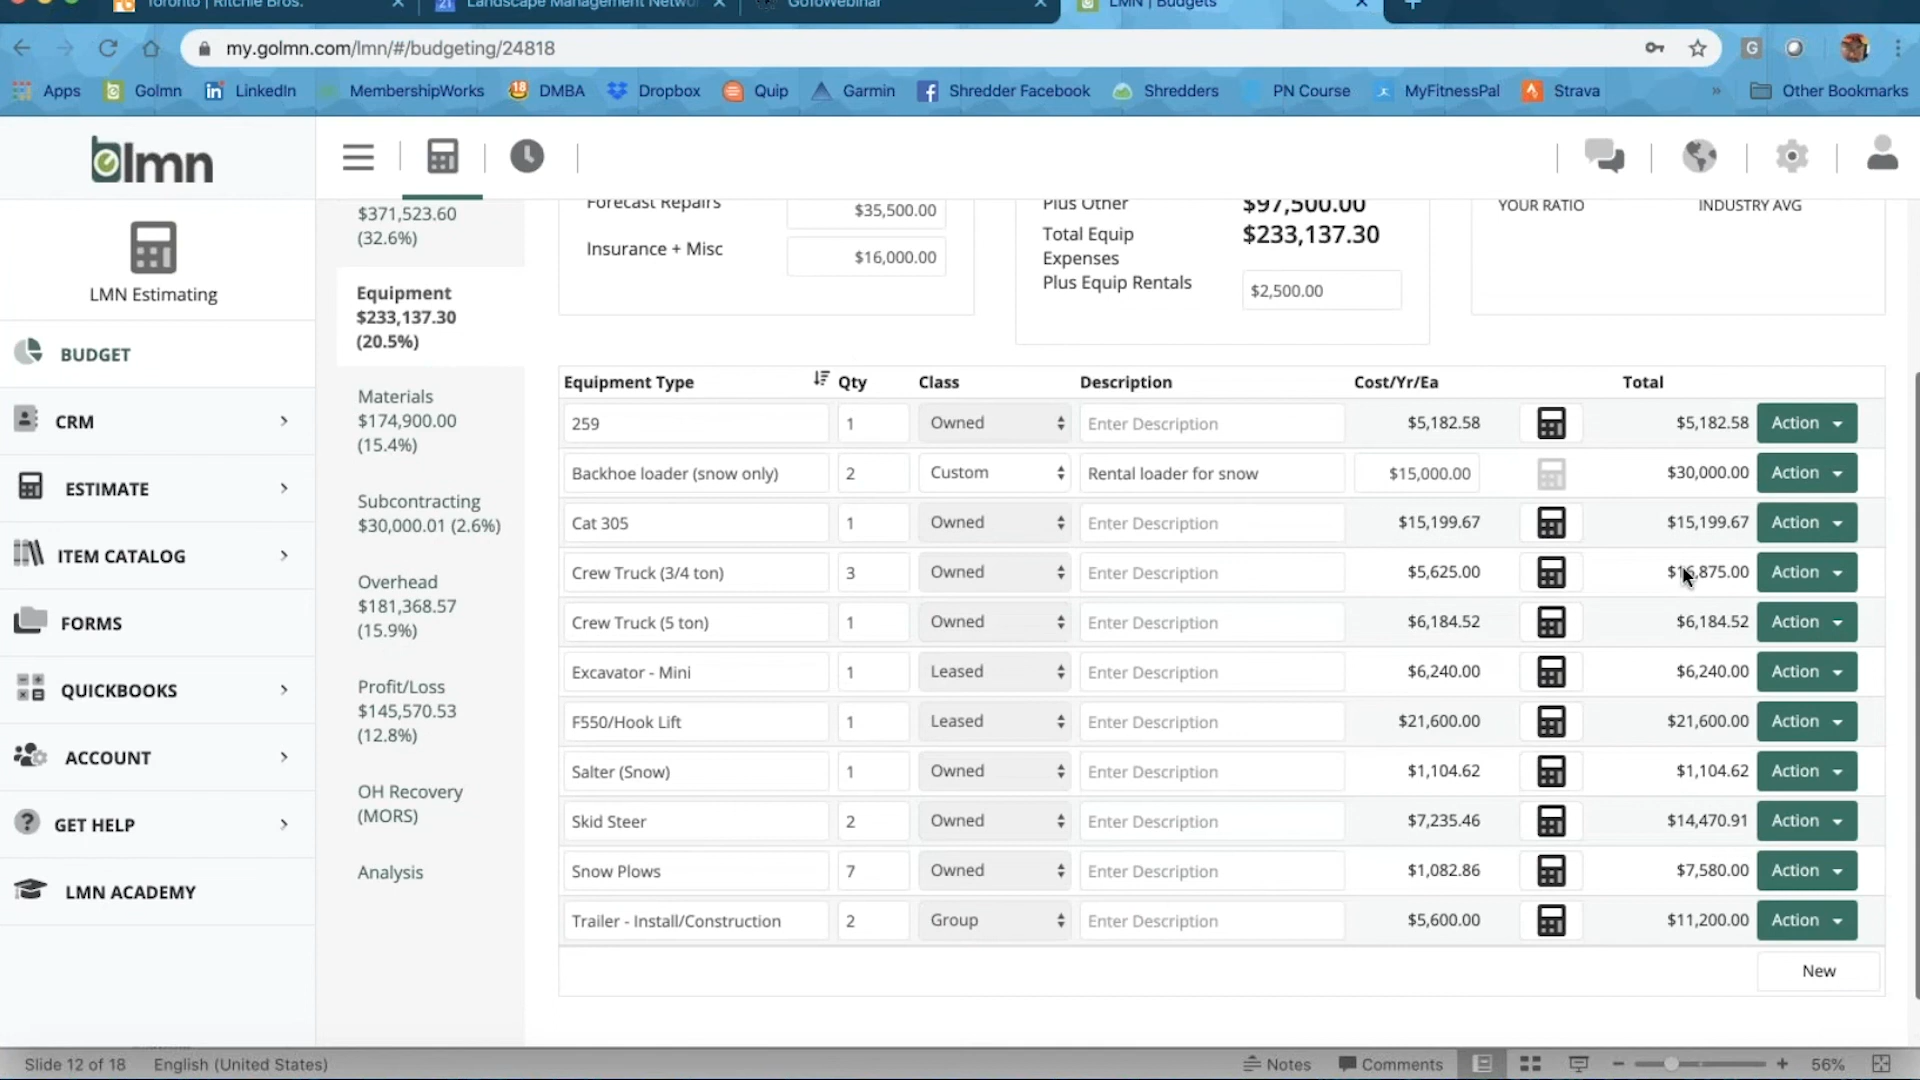 Toronto | Ritchie Bros.
Landscape Management Netwo
GoToWebinar
LMN | Budgets
my.golmn.com/lmn/#/budgeting/24818
Apps
Golmn
LinkedIn
MembershipWorks
DMBA
Dropbox
Quip
Garmin
Shredder Facebook
Shredders
PN Course
MyFitnessPal
Strava
»
Other Bookmarks
lmn
LMN Estimating
BUDGET
CRM
ESTIMATE
ITEM CATALOG
FORMS
QUICKBOOKS
ACCOUNT
GET HELP
LMN ACADEMY
$371,523.60
(32.6%)
Equipment
$233,137.30
(20.5%)
Materials
$174,900.00
(15.4%)
Subcontracting
$30,000.01 (2.6%)
Overhead
$181,368.57
(15.9%)
Profit/Loss
$145,570.53
(12.8%)
OH Recovery
(MORS)
Analysis
Forecast Repairs $35,500.00
Insurance + Misc $16,000.00
Plus Other $97,500.00
Total Equip Expenses $233,137.30
Plus Equip Rentals $2,500.00
YOUR RATIO INDUSTRY AVG
Equipment Type Qty Class Description Cost/Yr/Ea Total
259 1 Owned Enter Description $5,182.58 $5,182.58 Action
Backhoe loader (snow only) 2 Custom Rental loader for snow $15,000.00 $30,000.00 Action
Cat 305 1 Owned Enter Description $15,199.67 $15,199.67 Action
Crew Truck (3/4 ton) 3 Owned Enter Description $5,625.00 $16,875.00 Action
Crew Truck (5 ton) 1 Owned Enter Description $6,184.52 $6,184.52 Action
Excavator - Mini 1 Leased Enter Description $6,240.00 $6,240.00 Action
F550/Hook Lift 1 Leased Enter Description $21,600.00 $21,600.00 Action
Salter (Snow) 1 Owned Enter Description $1,104.62 $1,104.62 Action
Skid Steer 2 Owned Enter Description $7,235.46 $14,470.91 Action
Snow Plows 7 Owned Enter Description $1,082.86 $7,580.00 Action
Trailer - Install/Construction 2 Group Enter Description $5,600.00 $11,200.00 Action
New
Slide 12 of 18 English (United States) Notes Comments 56%